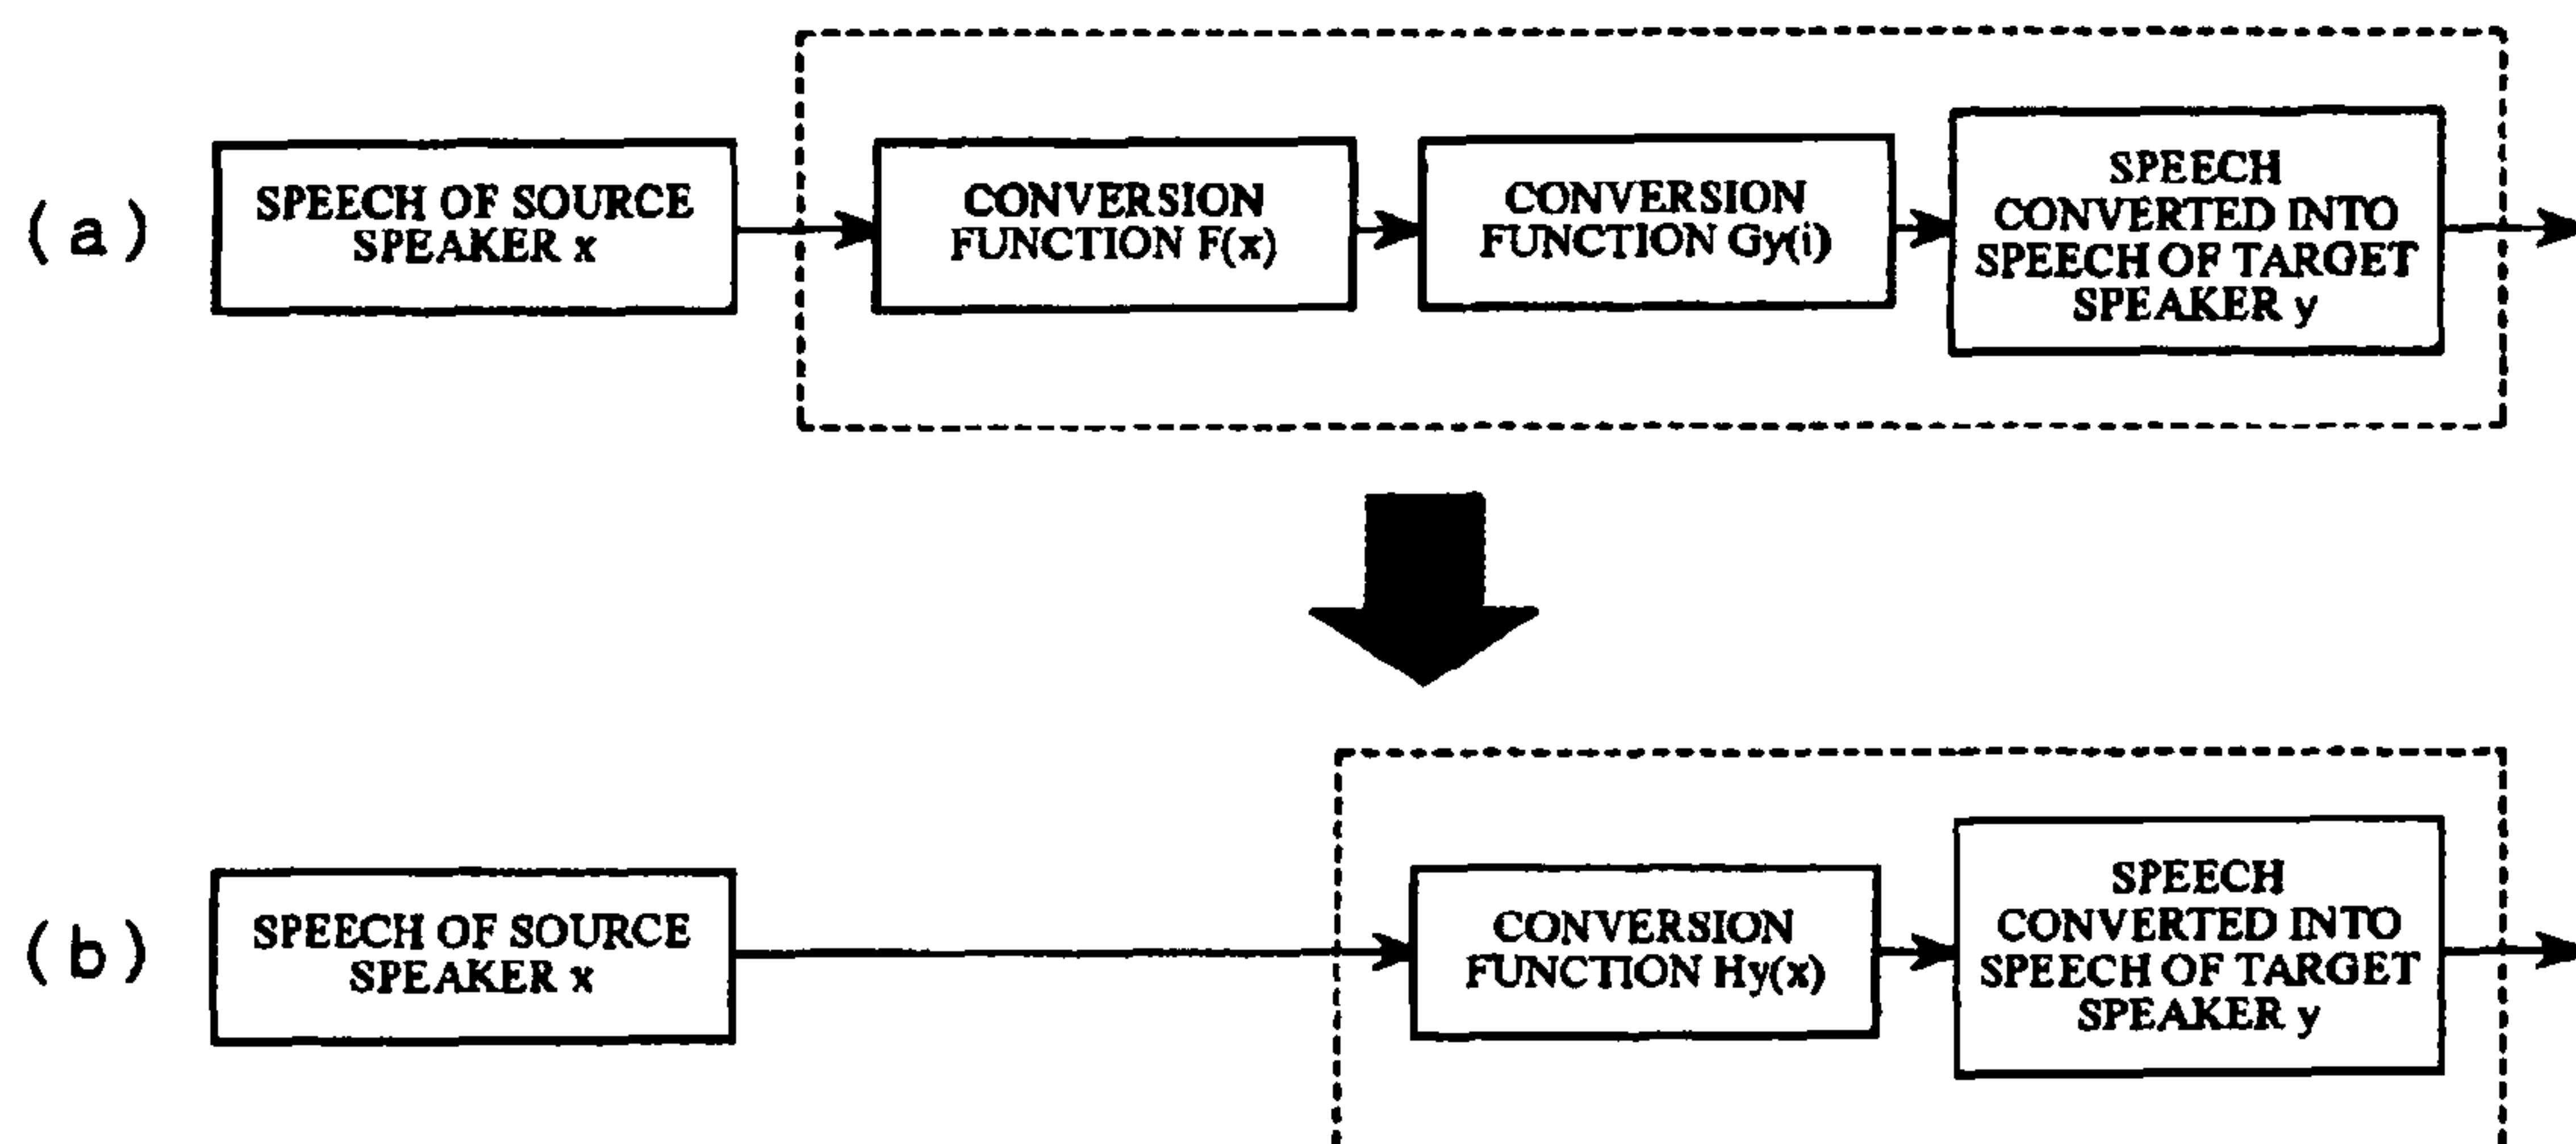 (a)
SPEECH OF SOURCE
SPEAKER x
CONVERSION
FUNCTION F(x)
CONVERSION
FUNCTION Gy(i)
SPEECH
CONVERTED INTO
SPEECH OF TARGET
SPEAKER y
(b)
SPEECH OF SOURCE
SPEAKER x
CONVERSION
FUNCTION Hy(x)
SPEECH
CONVERTED INTO
SPEECH OF TARGET
SPEAKER y